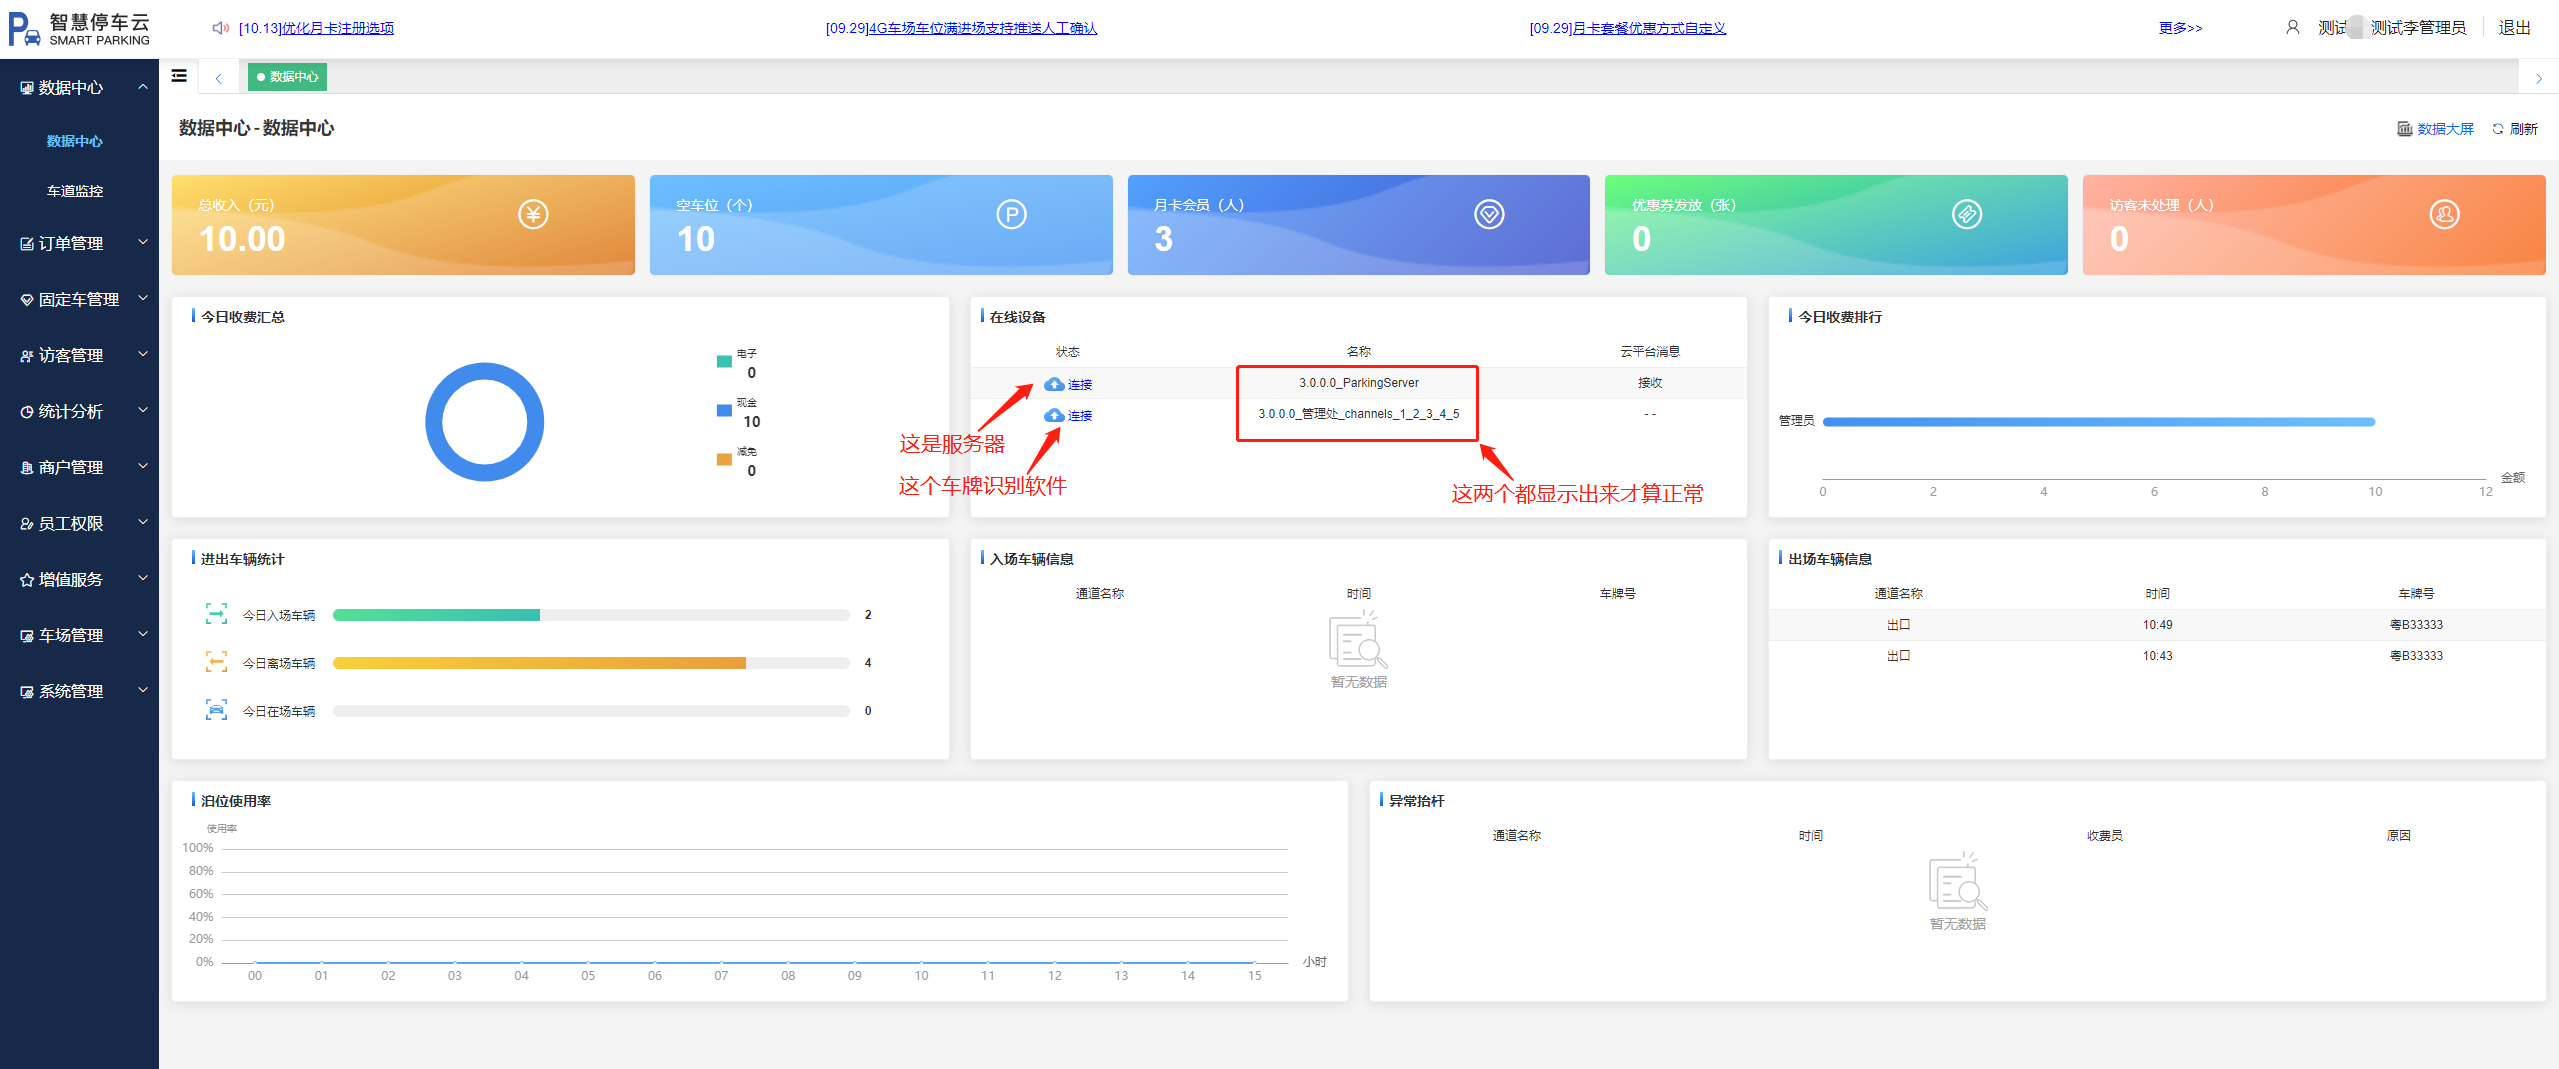 智慧停车云
SMART PARKING
[10.13]优化月卡注册选项
[09.29]4G车场车位满进场支持推送人工确认
[09.29]月卡套餐优惠方式自定义
更多>>
测试 测试李管理员
退出
数据中心
数据中心
车道监控
订单管理
固定车管理
访客管理
统计分析
商户管理
员工权限
增值服务
车场管理
系统管理
数据中心
数据中心 - 数据中心
数据大屏
刷新
总收入（元）
10.00
空车位（个）
10
月卡会员（人）
3
优惠券发放（张）
0
访客未处理（人）
0
今日收费汇总
电子
0
现金
10
减免
0
在线设备
状态 名称 云平台消息
连接 3.0.0.0_ParkingServer 接收
连接 3.0.0.0_管理处_channels_1_2_3_4_5 - -
这是服务器
这个车牌识别软件
这两个都显示出来才算正常
今日收费排行
管理员
金额
0 2 4 6 8 10 12
进出车辆统计
今日入场车辆 2
今日离场车辆 4
今日在场车辆 0
入场车辆信息
通道名称 时间 车牌号
暂无数据
出场车辆信息
通道名称 时间 车牌号
出口 10:49 粤B33333
出口 10:43 粤B33333
泊位使用率
使用率
100%
80%
60%
40%
20%
0%
小时
00 01 02 03 04 05 06 07 08 09 10 11 12 13 14 15
异常抬杆
通道名称 时间 收费员 原因
暂无数据